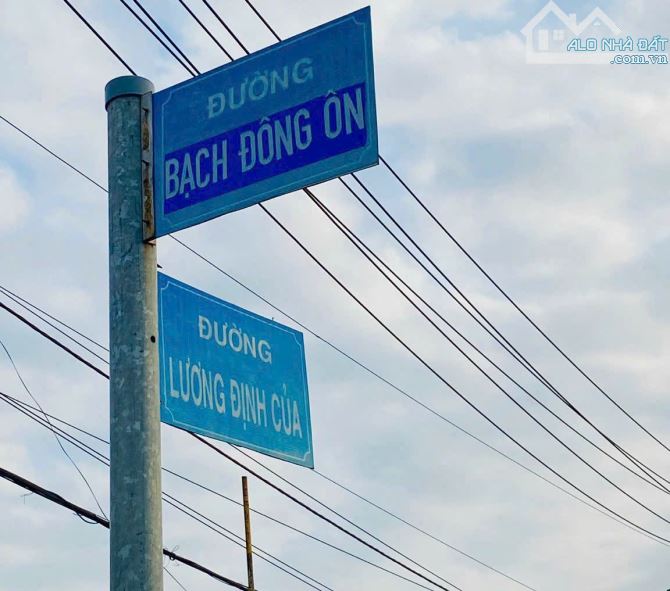 ALO NHÀ ĐẤT
.com.vn
ĐƯỜNG
BẠCH ĐÔNG ÔN
ĐƯỜNG
LƯƠNG ĐỊNH CỦA